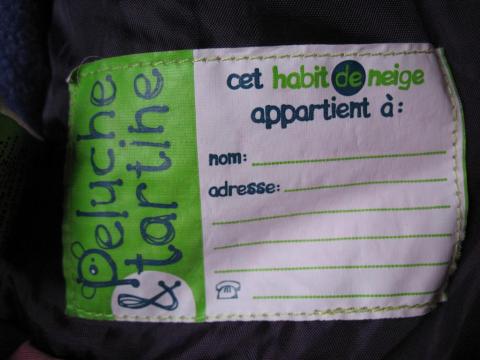 peluche
& tartine
cet habit de neige
appartient à :
nom:
adresse: